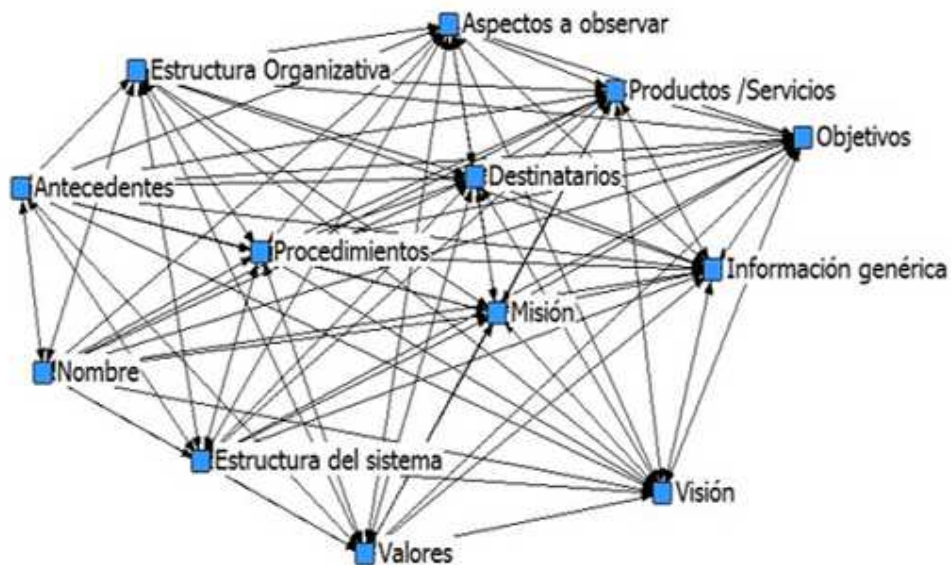 Aspectos a observar
Estructura Organizativa
Productos /Servicios
Objetivos
Antecedentes
Destinatarios
Procedimientos
Información genérica
Misión
Nombre
Estructura del sistema
Visión
Valores